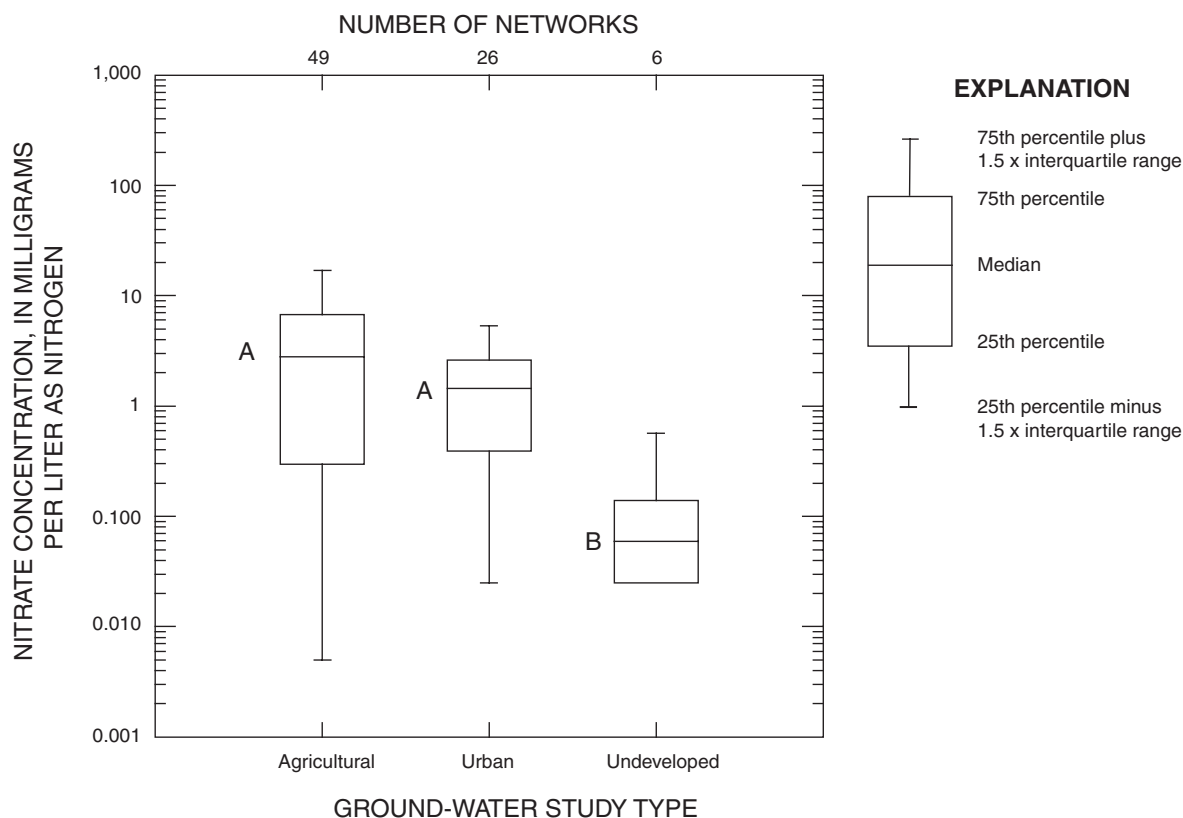 NUMBER OF NETWORKS
49 26 6
1,000
100
10
1
0.100
0.010
0.001
NITRATE CONCENTRATION, IN MILLIGRAMS
PER LITER AS NITROGEN
A
A
B
Agricultural Urban Undeveloped
GROUND-WATER STUDY TYPE
EXPLANATION
75th percentile plus
1.5 x interquartile range
75th percentile
Median
25th percentile
25th percentile minus
1.5 x interquartile range